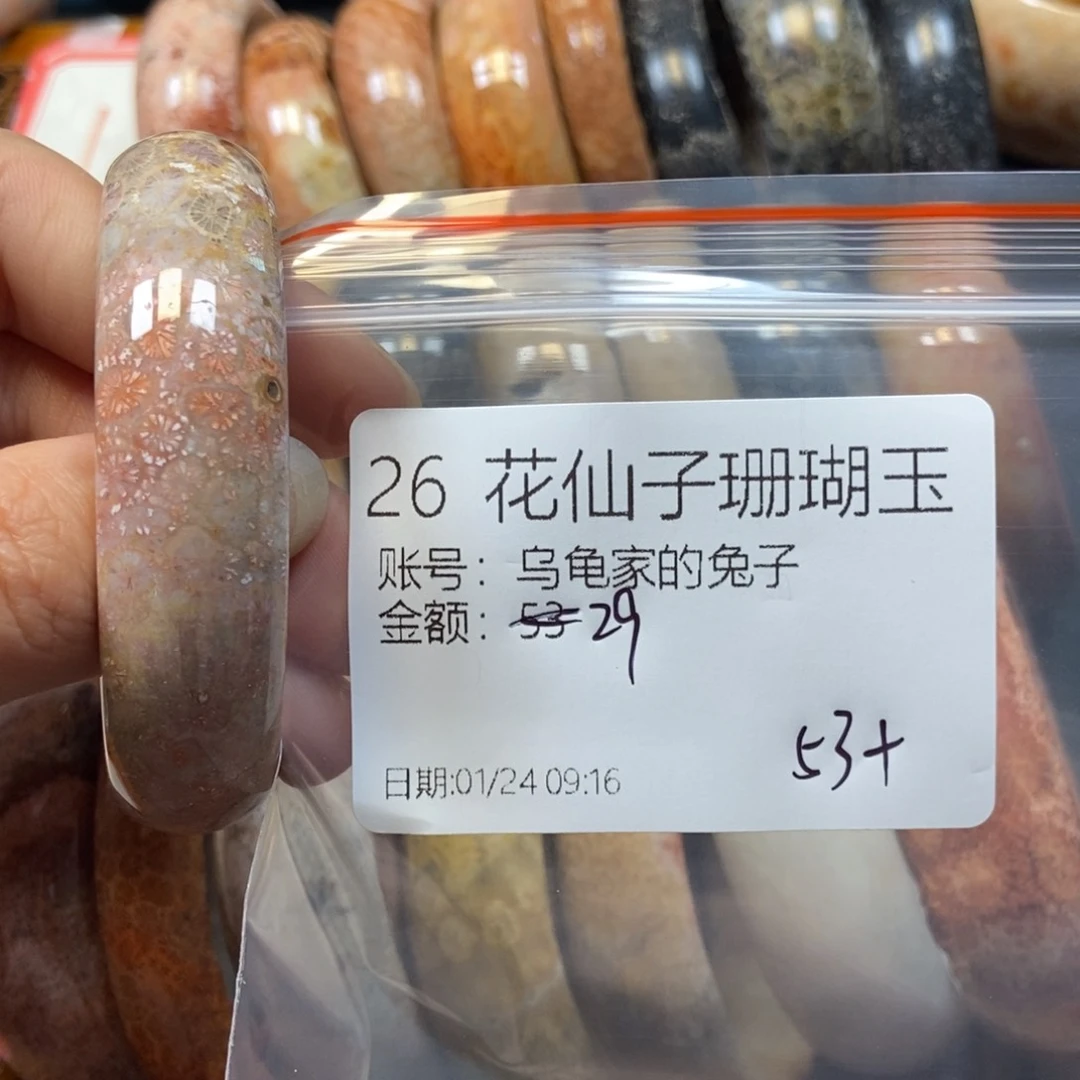 26 花仙子珊瑚玉
账号：乌龟家的兔子
金额：53 29
53+
日期:01/24 09:16